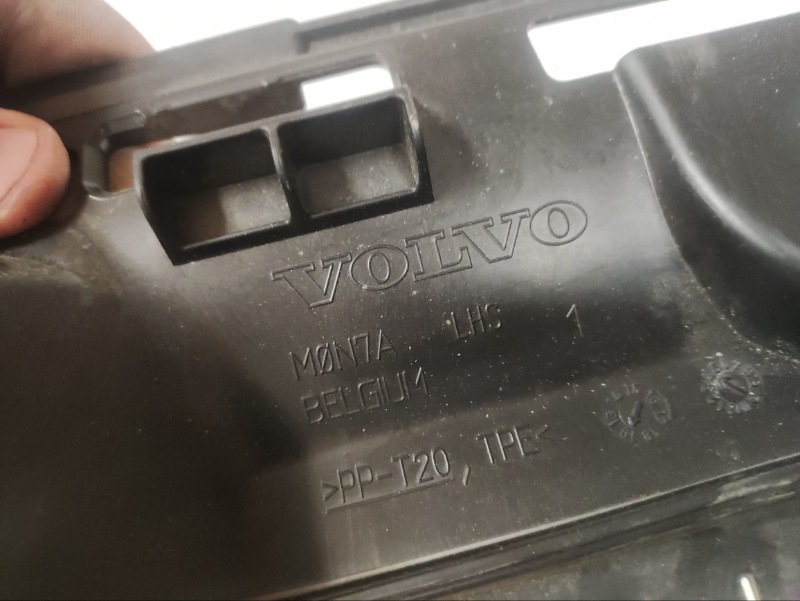 VOLVO
MØN7A LHS 1
BELGIUM
>PP-T20, TPE<